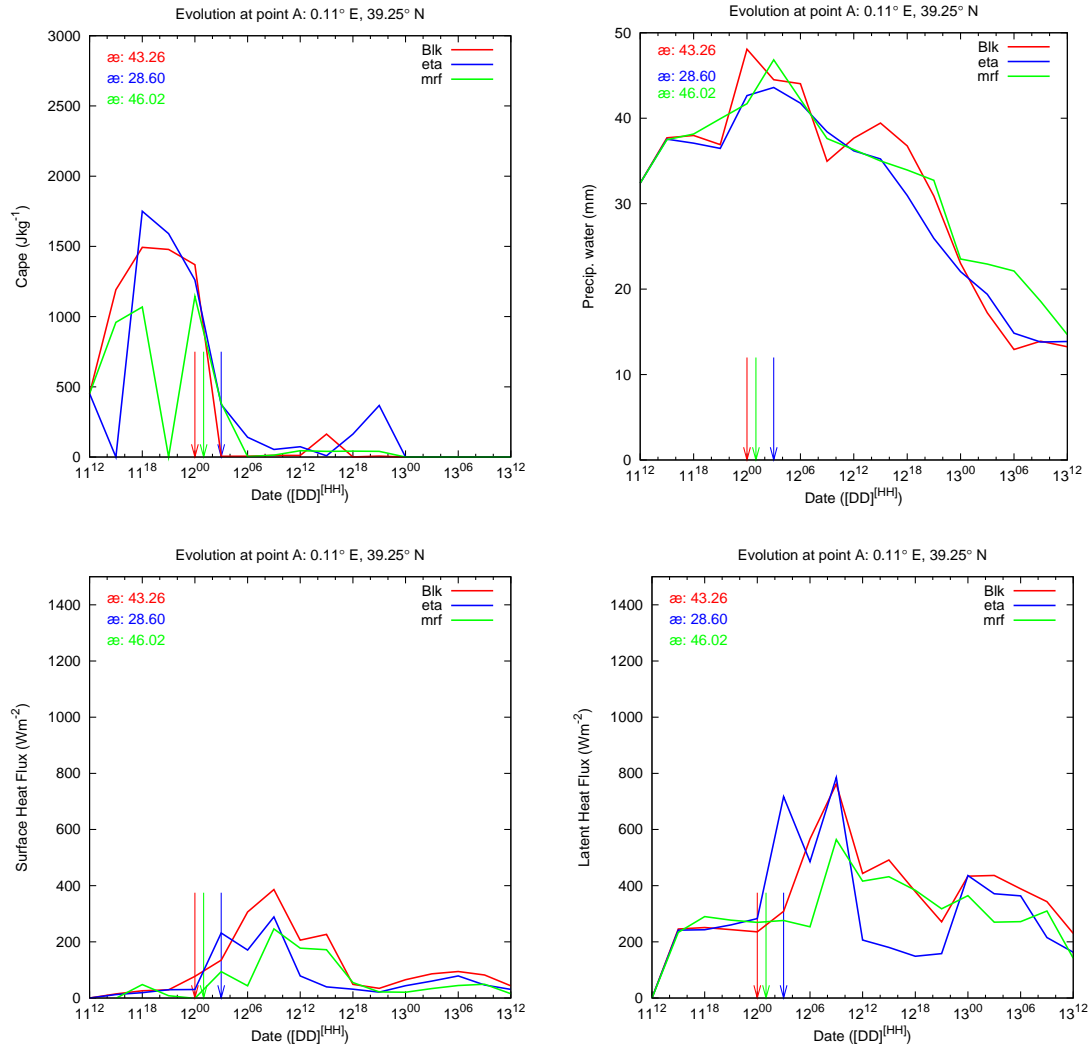 Evolution at point A: 0.11° E, 39.25° N
3000
2500
2000
1500
1000
500
0
Cape (Jkg⁻¹)
æ: 43.26
æ: 28.60
æ: 46.02
Blk
eta
mrf
11¹² 11¹⁸ 12⁰⁰ 12⁰⁶ 12¹² 12¹⁸ 13⁰⁰ 13⁰⁶ 13¹²
Date ([DD]^[HH])
Evolution at point A: 0.11° E, 39.25° N
50
40
30
20
10
0
Precip. water (mm)
æ: 43.26
æ: 28.60
æ: 46.02
Blk
eta
mrf
11¹² 11¹⁸ 12⁰⁰ 12⁰⁶ 12¹² 12¹⁸ 13⁰⁰ 13⁰⁶ 13¹²
Date ([DD]^[HH])
Evolution at point A: 0.11° E, 39.25° N
1400
1200
1000
800
600
400
200
0
Surface Heat Flux (Wm⁻²)
æ: 43.26
æ: 28.60
æ: 46.02
Blk
eta
mrf
11¹² 11¹⁸ 12⁰⁰ 12⁰⁶ 12¹² 12¹⁸ 13⁰⁰ 13⁰⁶ 13¹²
Date ([DD]^[HH])
Evolution at point A: 0.11° E, 39.25° N
1400
1200
1000
800
600
400
200
0
Latent Heat Flux (Wm⁻²)
æ: 43.26
æ: 28.60
æ: 46.02
Blk
eta
mrf
11¹² 11¹⁸ 12⁰⁰ 12⁰⁶ 12¹² 12¹⁸ 13⁰⁰ 13⁰⁶ 13¹²
Date ([DD]^[HH])